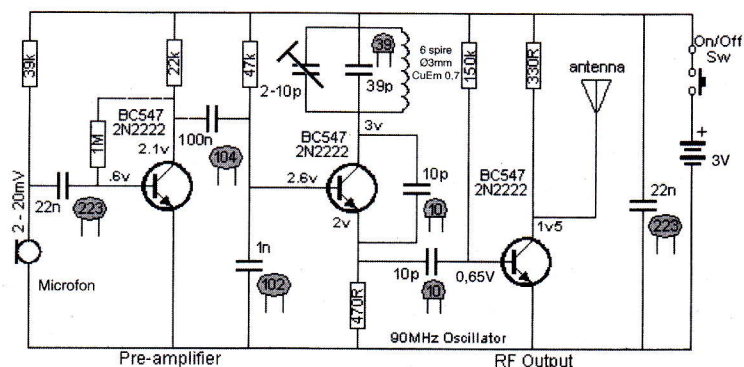 39k
22k
47k
2-10p
39
39p
6 spire
Ø3mm
CuEm 0,7
150k
330R
antenna
On/Off
Sw
BC547
2N2222
1M
2.1v
100n
104
3v
BC547
2N2222
10p
10
BC547
2N2222
+
3V
2 - 20mV
22n
223
.6v
2.6v
2v
1v5
22n
223
Microfon
1n
102
470R
10p
10
0,65V
90MHz Oscillator
Pre-amplifier
RF Output